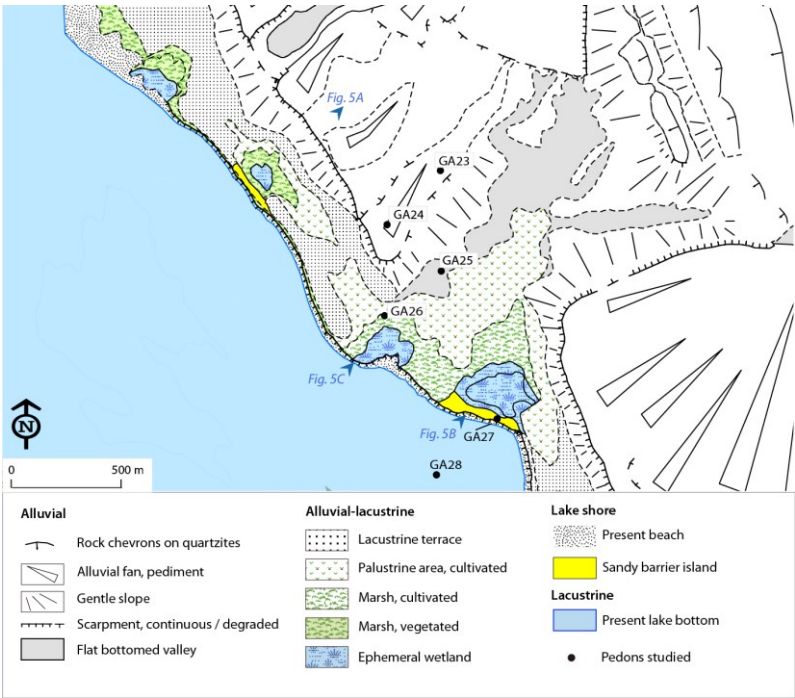 Fig. 5A
GA23
GA24
GA25
GA26
Fig. 5C
Fig. 5B
GA27
GA28
N
0 500 m
Alluvial
Rock chevrons on quartzites
Alluvial fan, pediment
Gentle slope
Scarpment, continuous / degraded
Flat bottomed valley
Alluvial-lacustrine
Lacustrine terrace
Palustrine area, cultivated
Marsh, cultivated
Marsh, vegetated
Ephemeral wetland
Lake shore
Present beach
Sandy barrier island
Lacustrine
Present lake bottom
Pedons studied